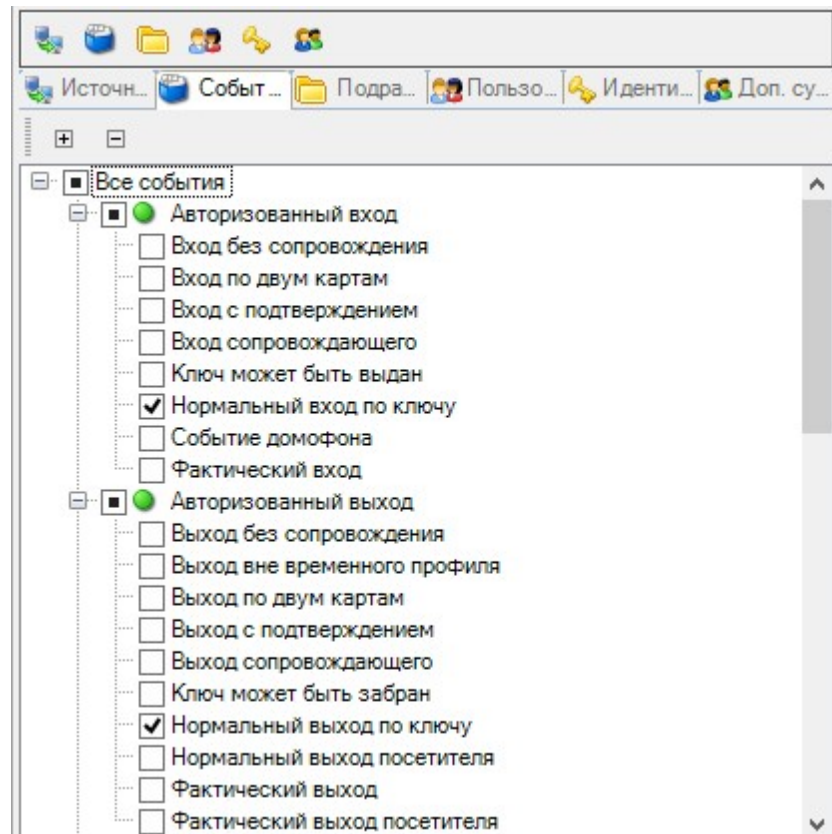 Источн... Событ... Подра... Пользо... Иденти... Доп. су...
Все события
Авторизованный вход
Вход без сопровождения
Вход по двум картам
Вход с подтверждением
Вход сопровождающего
Ключ может быть выдан
Нормальный вход по ключу
Событие домофона
Фактический вход
Авторизованный выход
Выход без сопровождения
Выход вне временного профиля
Выход по двум картам
Выход с подтверждением
Выход сопровождающего
Ключ может быть забран
Нормальный выход по ключу
Нормальный выход посетителя
Фактический выход
Фактический выход посетителя